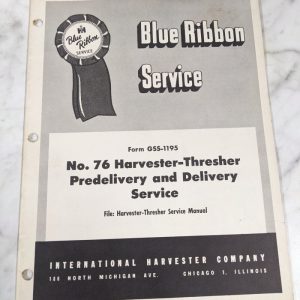 IH
Blue
Ribbon
SERVICE
Blue Ribbon
Service
Form GSS-1195
No. 76 Harvester-Thresher
Predelivery and Delivery
Service
File: Harvester-Thresher Service Manual
INTERNATIONAL HARVESTER COMPANY
180 NORTH MICHIGAN AVE. CHICAGO 1, ILLINOIS